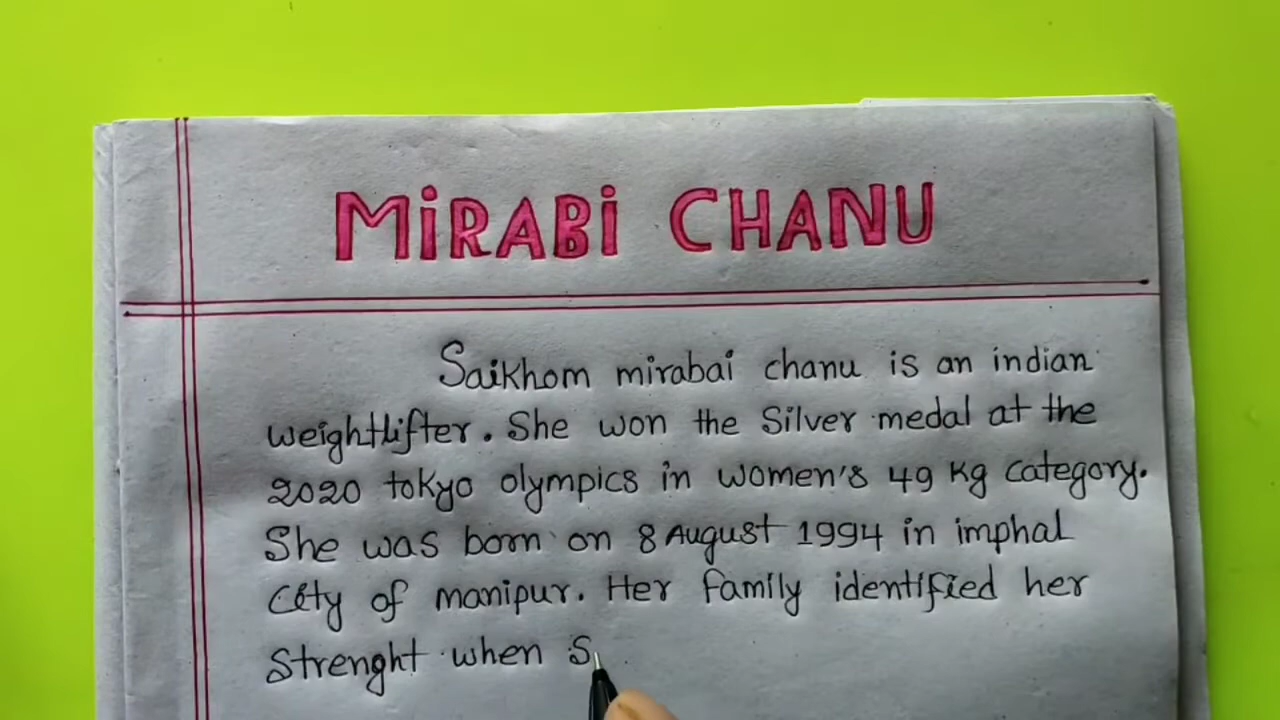 MiRABi CHANU
Saikhom mirabai chanu is an indian
weightlifter. She won the Silver medal at the
2020 tokyo olympics in women's 49 kg category.
She was born on 8 August 1994 in imphal
City of manipur. Her family identified her
Strenght when S